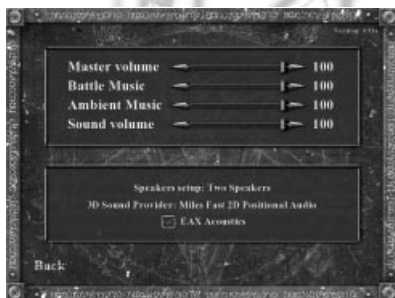 Master volume 100
Battle Music 100
Ambient Music 100
Sound volume 100
Speakers setup: Two Speakers
3D Sound Provider: Miles Fast 2D Positional Audio
EAX Acoustics
Back